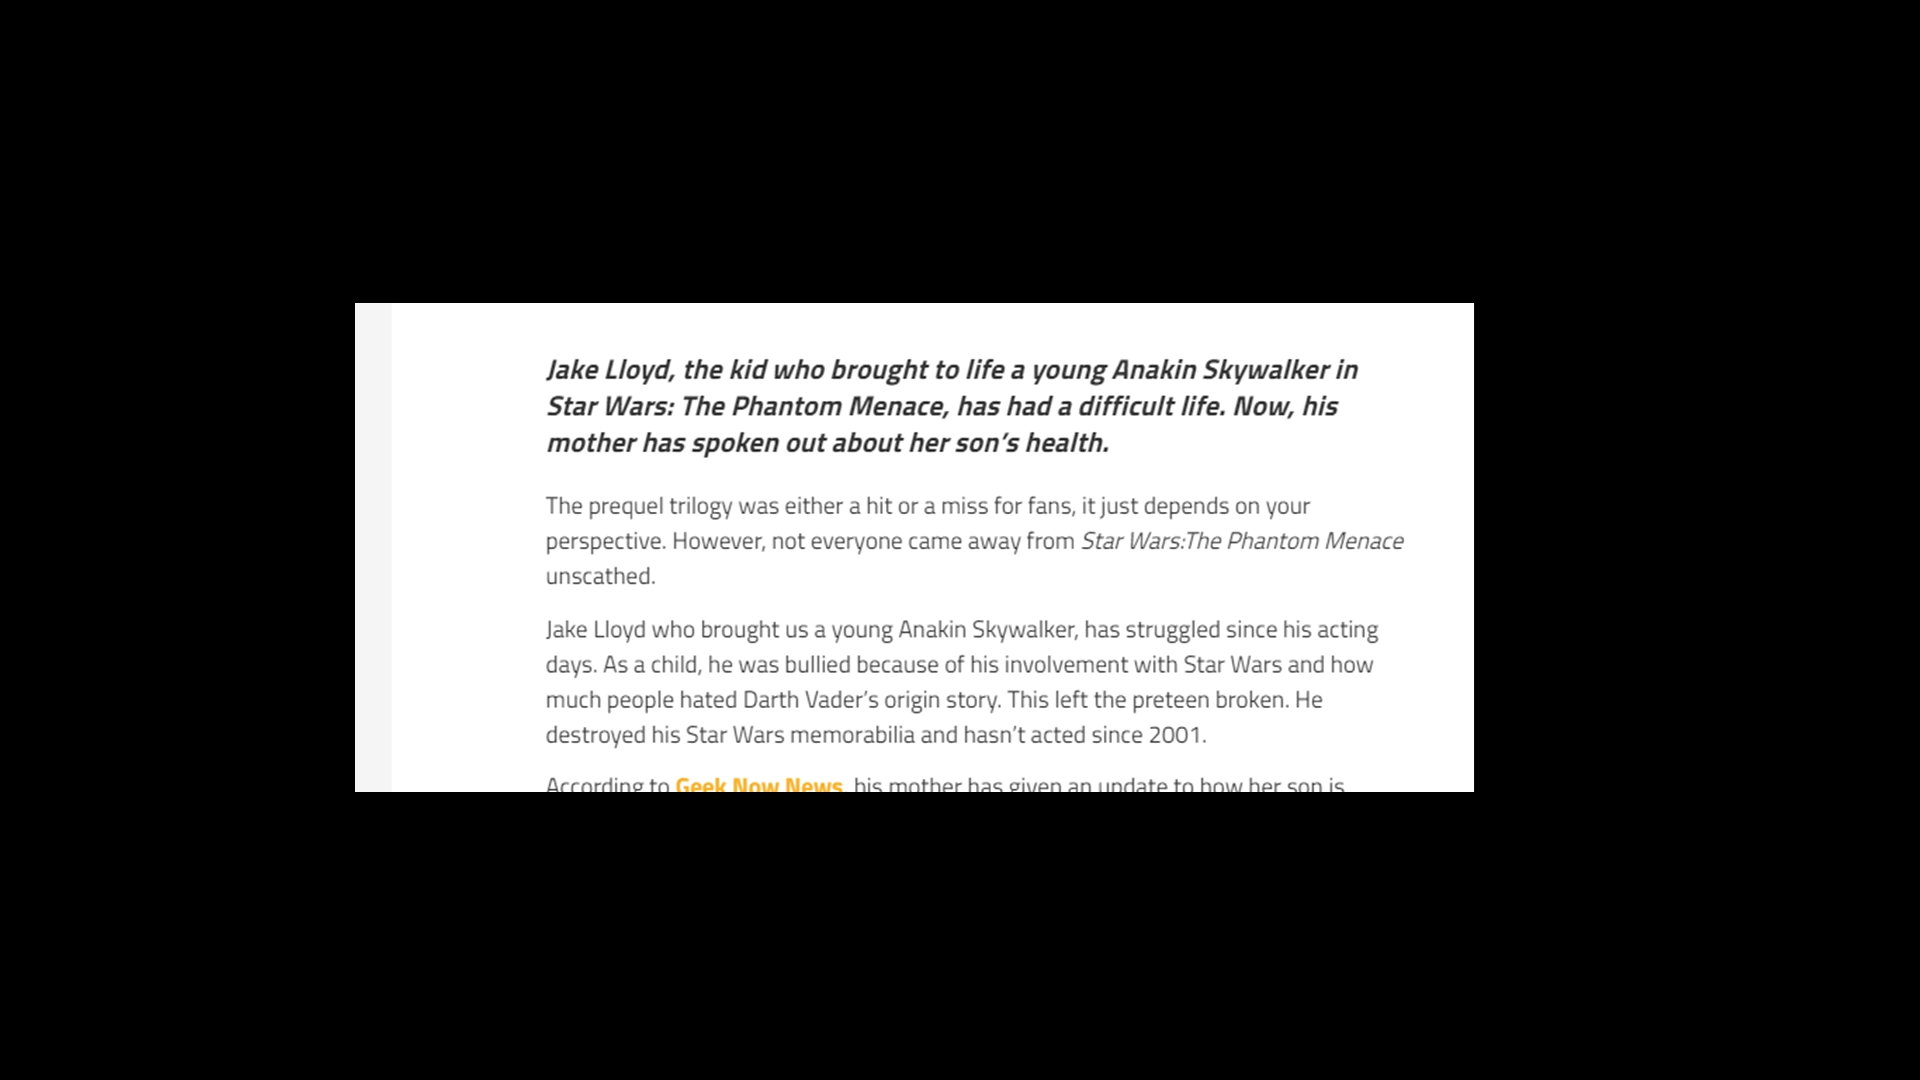 Jake Lloyd, the kid who brought to life a young Anakin Skywalker in
Star Wars: The Phantom Menace, has had a difficult life. Now, his
mother has spoken out about her son’s health.
The prequel trilogy was either a hit or a miss for fans, it just depends on your
perspective. However, not everyone came away from Star Wars:The Phantom Menace
unscathed.
Jake Lloyd who brought us a young Anakin Skywalker, has struggled since his acting
days. As a child, he was bullied because of his involvement with Star Wars and how
much people hated Darth Vader’s origin story. This left the preteen broken. He
destroyed his Star Wars memorabilia and hasn’t acted since 2001.
According to Geek Now News, his mother has given an update to how her son is